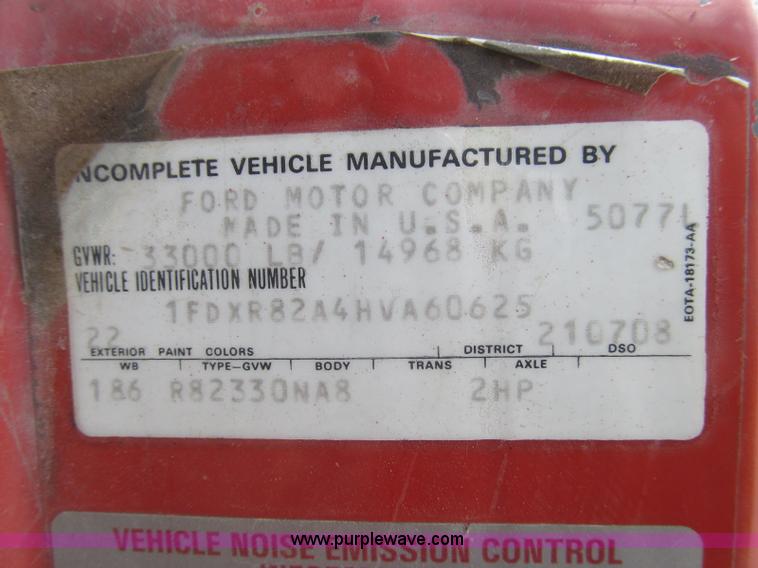 INCOMPLETE VEHICLE MANUFACTURED BY
FORD MOTOR COMPANY
MADE IN U.S.A. 5077L
GVWR: 33000 LB/ 14968 KG
VEHICLE IDENTIFICATION NUMBER
1FDXR82A4HVA60625
22 210708
EXTERIOR PAINT COLORS DISTRICT DSO
WB TYPE-GVW BODY TRANS AXLE
186 R82330NA8 2HP
EOTA-18173-AA
www.purplewave.com
VEHICLE NOISE EMISSION CONTROL